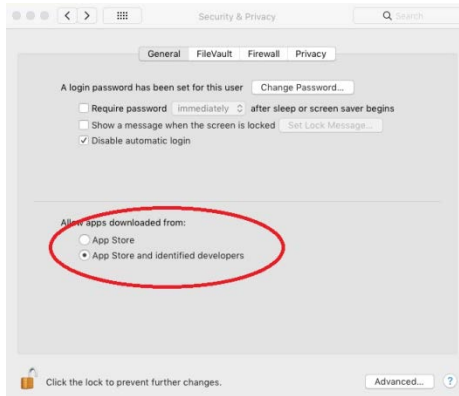 Security & Privacy
Search
General FileVault Firewall Privacy
A login password has been set for this user Change Password...
Require password immediately after sleep or screen saver begins
Show a message when the screen is locked Set Lock Message...
Disable automatic login
Allow apps downloaded from:
App Store
App Store and identified developers
Click the lock to prevent further changes.
Advanced... ?